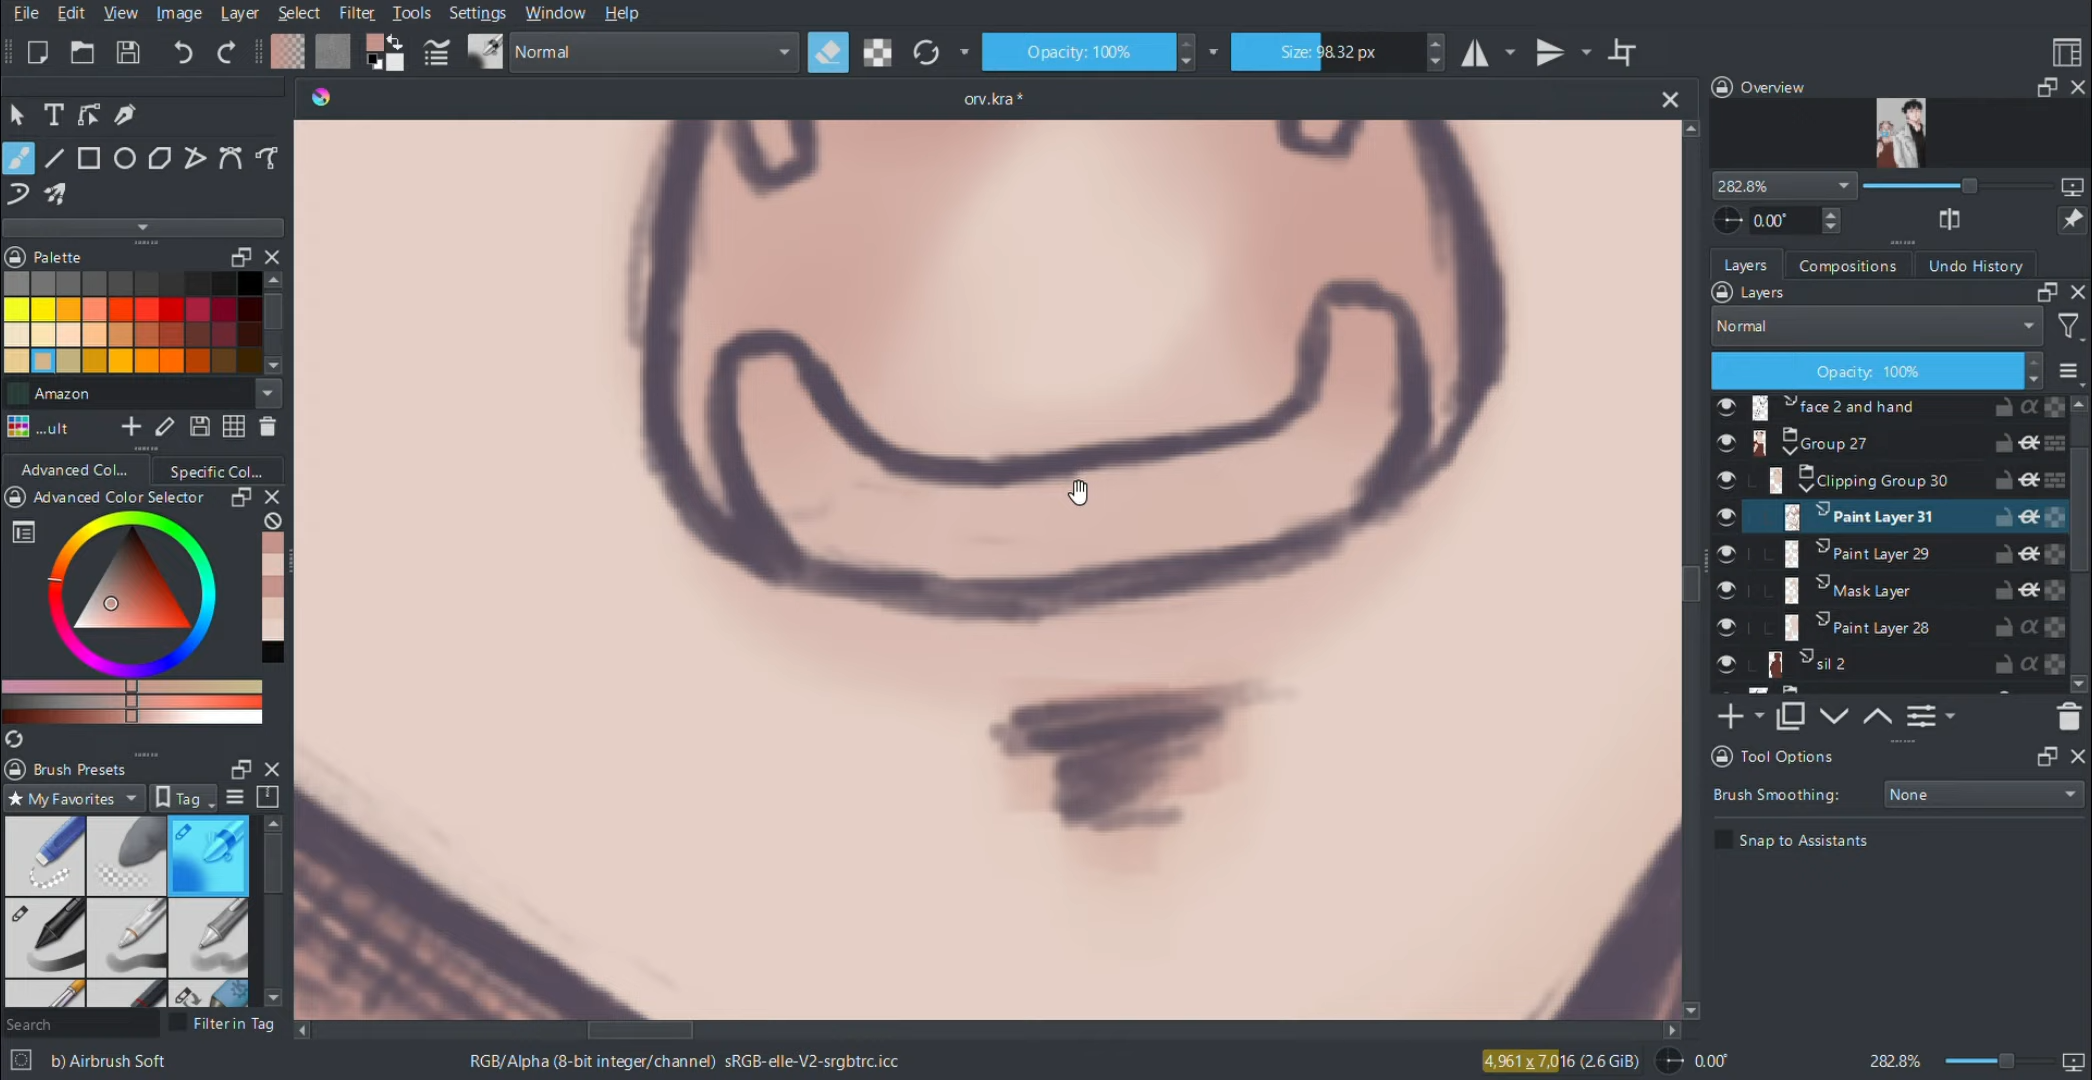 File Edit View Image Layer Select Filter Tools Settings Window Help
Normal Opacity: 100% Size: 98.32 px
orv.kra *
Overview
282.8%
0.00°
Palette
Amazon
...ult
Advanced Col... Specific Col...
Advanced Color Selector
Brush Presets
★ My Favorites Tag
Search Filter in Tag
Layers Compositions Undo History
Layers
Normal
Opacity: 100%
face 2 and hand
Group 27
Clipping Group 30
Paint Layer 31
Paint Layer 29
Mask Layer
Paint Layer 28
sil 2
Tool Options
Brush Smoothing: None
Snap to Assistants
b) Airbrush Soft RGB/Alpha (8-bit integer/channel) sRGB-elle-V2-srgbtrc.icc 4,961 x 7,016 (2.6 GiB) 0.00° 282.8%